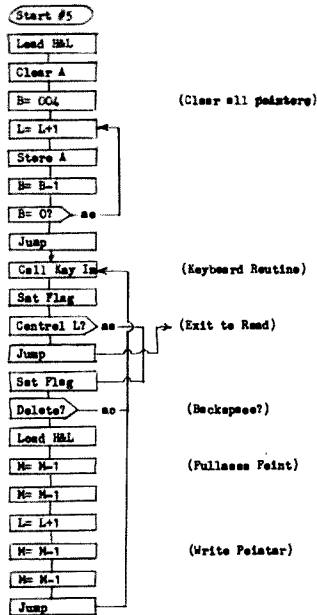 Start #5
Load H&L
Clear A
B= 004 (Clear all pointers)
L= L+1
Store A
B= B-1
B= 0? no
Jump
Call Key In (Keyboard Routine)
Set Flag
Control L? no (Exit to Read)
Jump
Set Flag
Delete? no (Backspace?)
Load H&L
M= M-1 (Fullness Point)
M= M-1
L= L+1
M= M-1 (Write Pointer)
M= M-1
Jump